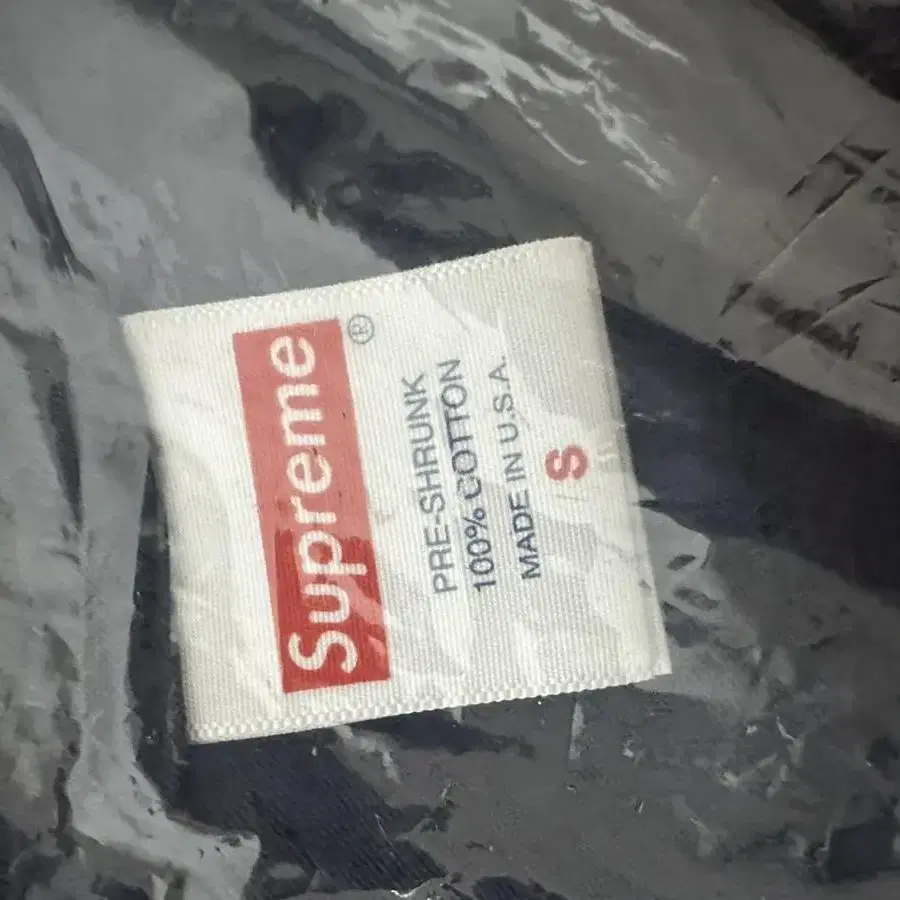 Supreme®
PRE-SHRUNK
100% COTTON
MADE IN U.S.A.
S